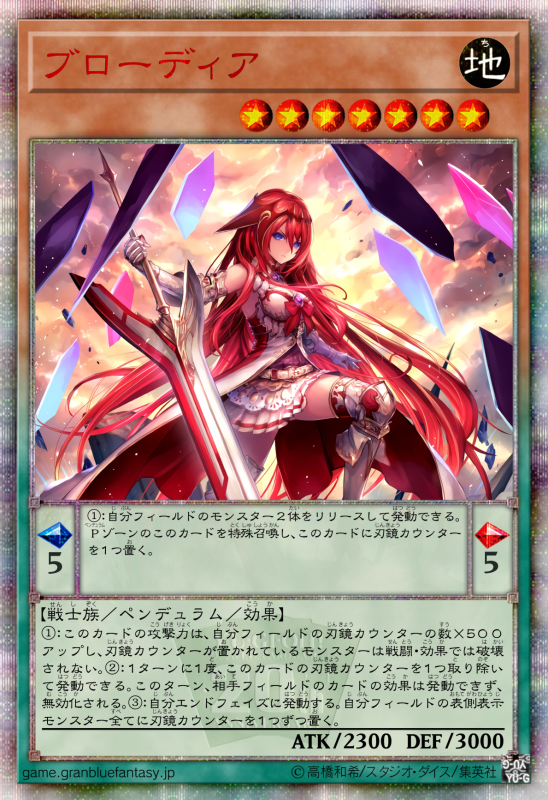 ブローディア
地
①:自分フィールドのモンスター2体をリリースして発動できる。
Pゾーンのこのカードを特殊召喚し、このカードに刃鏡カウンター
を1つ置く。
5
5
【戦士族／ペンデュラム／効果】
①:このカードの攻撃力は、自分フィールドの刃鏡カウンターの数×500
アップし、刃鏡カウンターが置かれているモンスターは戦闘・効果では破壊
されない。②:1ターンに1度、このカードの刃鏡カウンターを1つ取り除い
て発動できる。このターン、相手フィールドのカードの効果は発動できず、
無効化される。③:自分エンドフェイズに発動する。自分フィールドの表側表示
モンスター全てに刃鏡カウンターを1つずつ置く。
ATK/2300 DEF/3000
game.granbluefantasy.jp
©高橋和希/スタジオ・ダイス/集英社